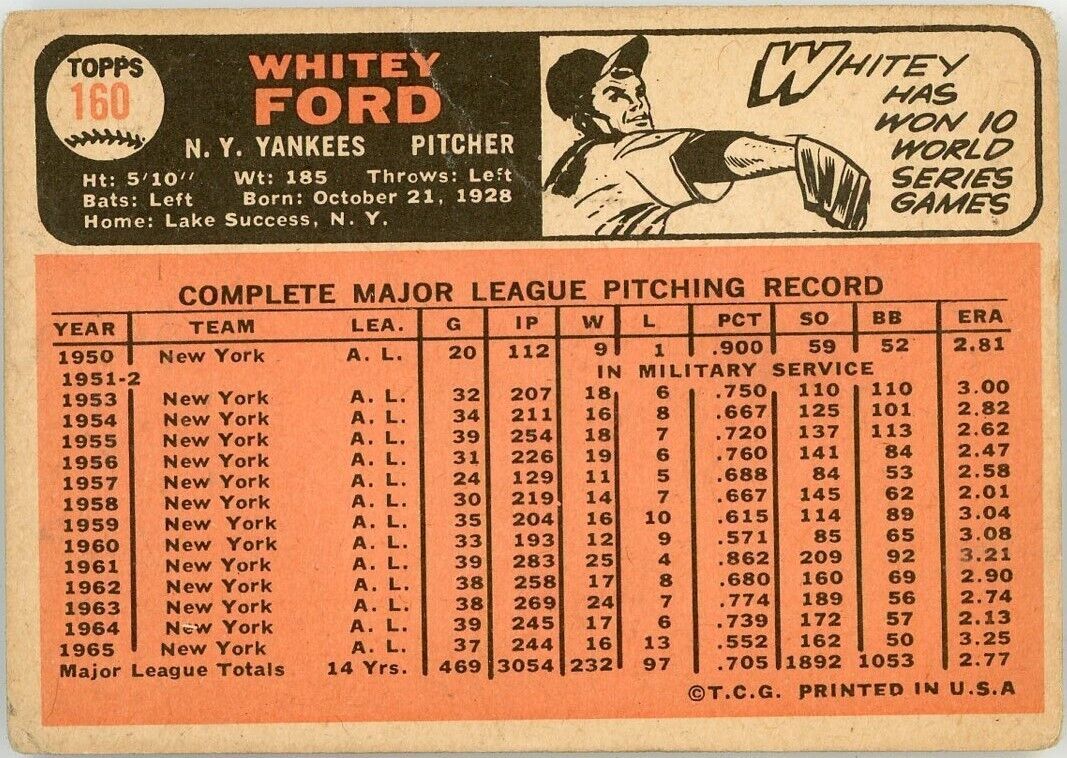 TOPPS
160
WHITEY
FORD
N. Y. YANKEES PITCHER
Ht: 5'10" Wt: 185 Throws: Left
Bats: Left Born: October 21, 1928
Home: Lake Success, N. Y.
WHITEY
HAS
WON 10
WORLD
SERIES
GAMES
COMPLETE MAJOR LEAGUE PITCHING RECORD
YEAR TEAM LEA. G IP W L PCT SO BB ERA
1950 New York A. L. 20 112 9 1 .900 59 52 2.81
1951-2 IN MILITARY SERVICE
1953 New York A. L. 32 207 18 6 .750 110 110 3.00
1954 New York A. L. 34 211 16 8 .667 125 101 2.82
1955 New York A. L. 39 254 18 7 .720 137 113 2.62
1956 New York A. L. 31 226 19 6 .760 141 84 2.47
1957 New York A. L. 24 129 11 5 .688 84 53 2.58
1958 New York A. L. 30 219 14 7 .667 145 62 2.01
1959 New York A. L. 35 204 16 10 .615 114 89 3.04
1960 New York A. L. 33 193 12 9 .571 85 65 3.08
1961 New York A. L. 39 283 25 4 .862 209 92 3.21
1962 New York A. L. 38 258 17 8 .680 160 69 2.90
1963 New York A. L. 38 269 24 7 .774 189 56 2.74
1964 New York A. L. 39 245 17 6 .739 172 57 2.13
1965 New York A. L. 37 244 16 13 .552 162 50 3.25
Major League Totals 14 Yrs. 469 3054 232 97 .705 1892 1053 2.77
©T.C.G. PRINTED IN U.S.A